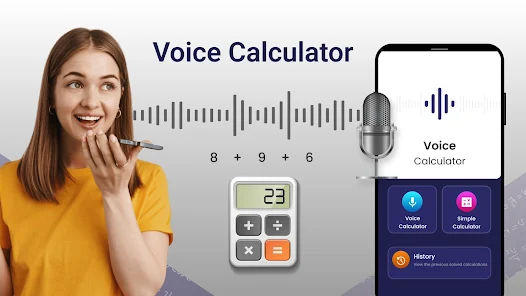 Voice Calculator
8 + 9 + 6
23
+ ÷
× =
Voice
Calculator
Voice
Calculator
Simple
Calculator
History
View the previous solved calculations